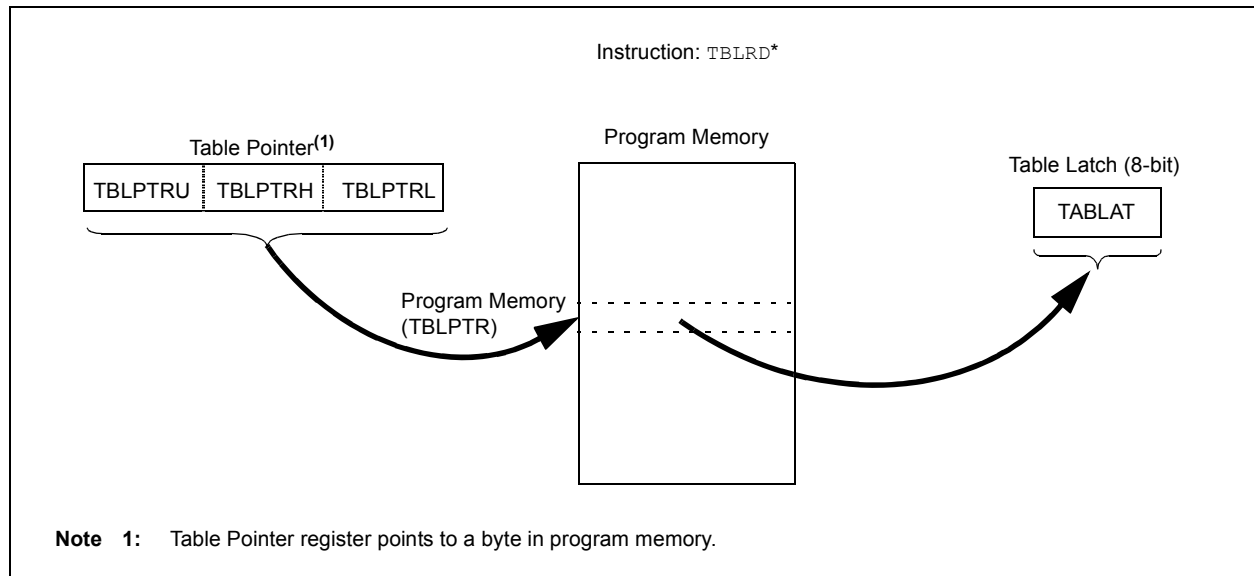 Instruction: TBLRD*
Table Pointer(1)
TBLPTRU TBLPTRH TBLPTRL
Program Memory
Table Latch (8-bit)
TABLAT
Program Memory
(TBLPTR)
Note 1: Table Pointer register points to a byte in program memory.